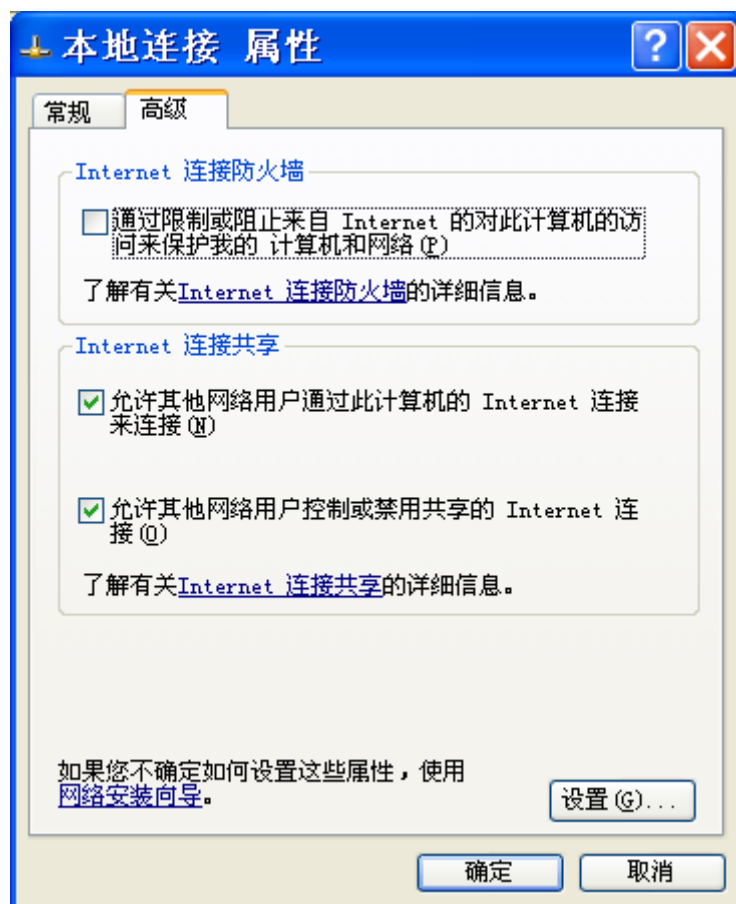 本地连接 属性
常规
高级
Internet 连接防火墙
通过限制或阻止来自 Internet 的对此计算机的访
问来保护我的 计算机和网络(P)
了解有关Internet 连接防火墙的详细信息。
Internet 连接共享
允许其他网络用户通过此计算机的 Internet 连接
来连接(N)
允许其他网络用户控制或禁用共享的 Internet 连
接(O)
了解有关Internet 连接共享的详细信息。
如果您不确定如何设置这些属性，使用
网络安装向导。
设置(G)...
确定
取消